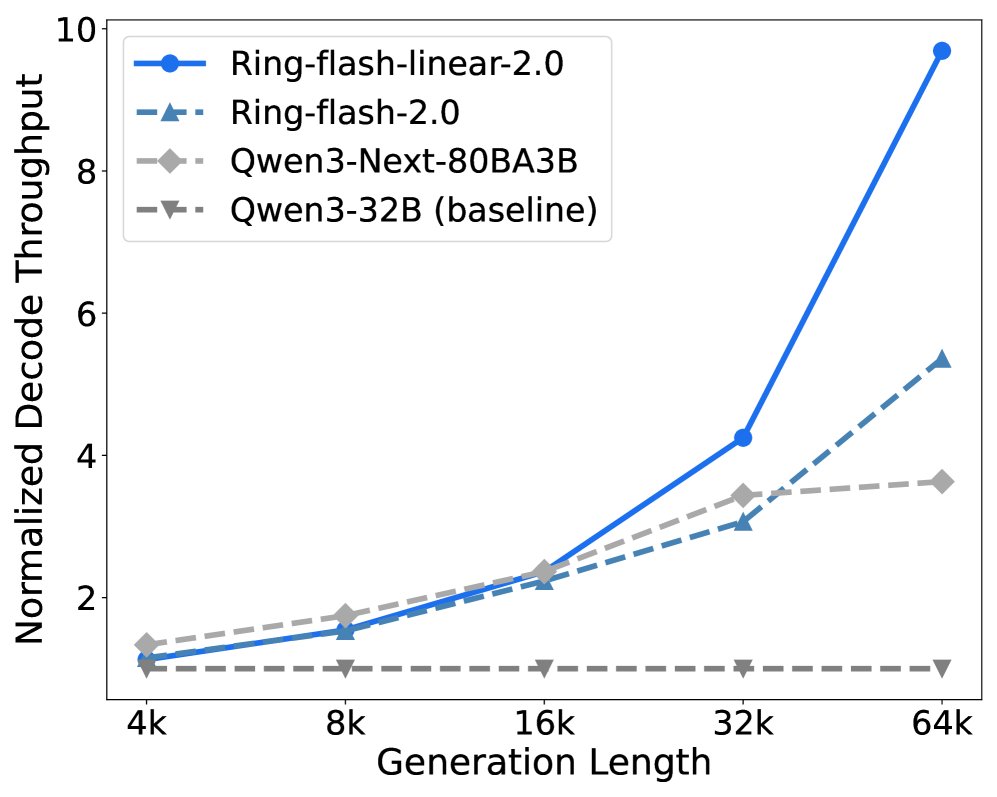 10
8
6
4
2
Normalized Decode Throughput
Ring-flash-linear-2.0
Ring-flash-2.0
Qwen3-Next-80BA3B
Qwen3-32B (baseline)
4k 8k 16k 32k 64k
Generation Length